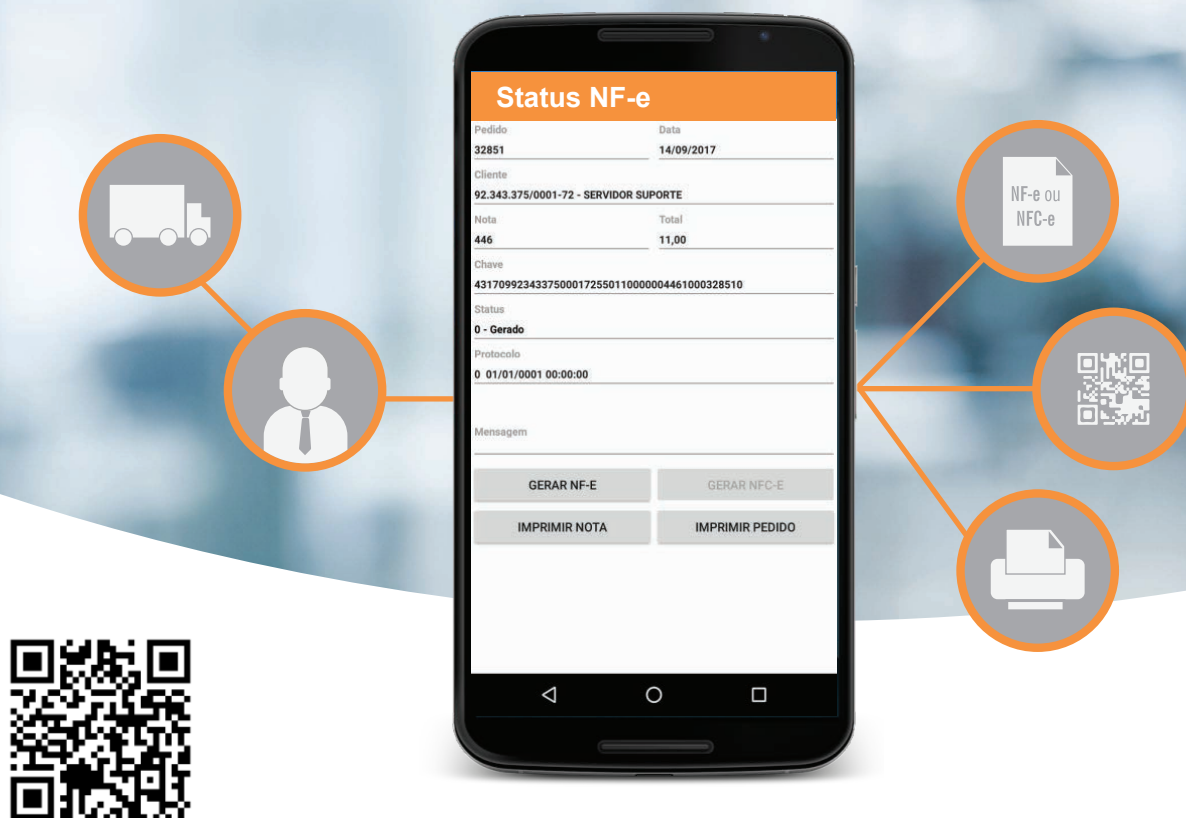 Status NF-e
Pedido Data
32851 14/09/2017
Cliente
92.343.375/0001-72 - SERVIDOR SUPORTE
Nota Total
446 11,00
Chave
43170992343375000172550110000004461000328510
Status
0 - Gerado
Protocolo
0 01/01/0001 00:00:00
Mensagem
GERAR NF-E GERAR NFC-E
IMPRIMIR NOTA IMPRIMIR PEDIDO
NF-e ou
NFC-e